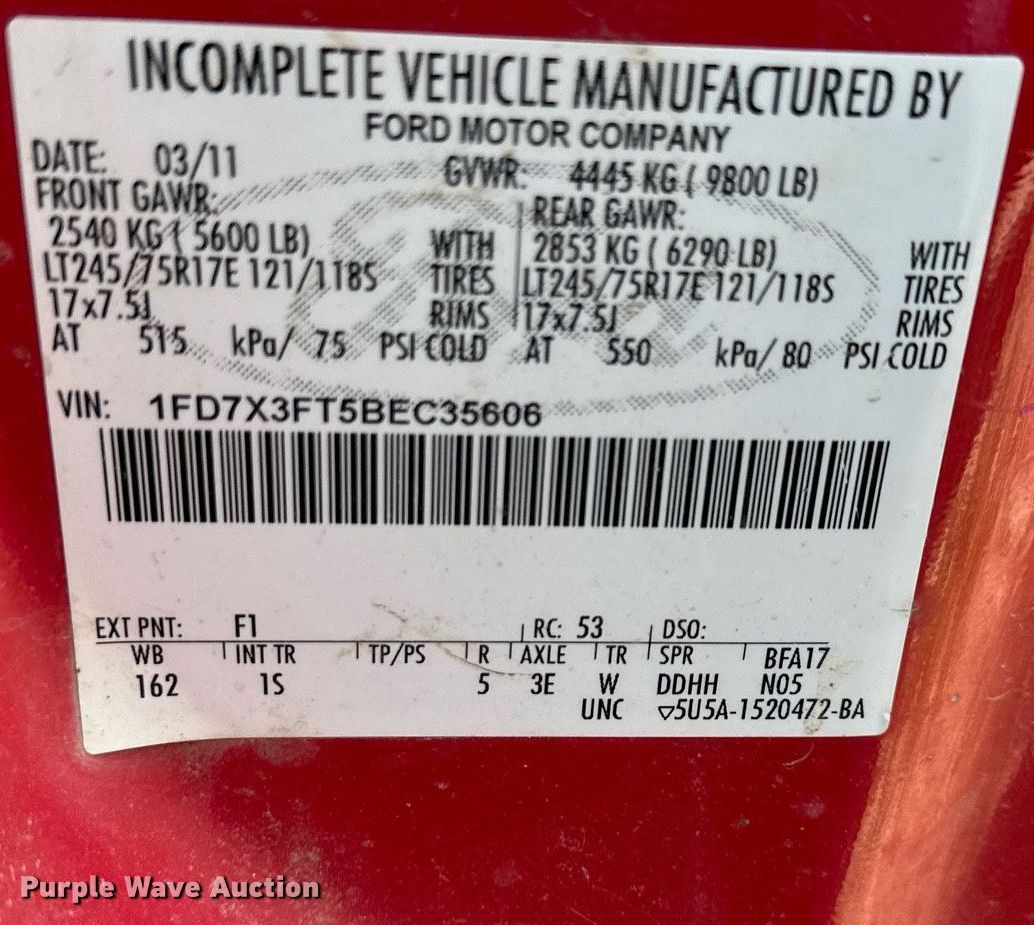 INCOMPLETE VEHICLE MANUFACTURED BY
FORD MOTOR COMPANY
DATE: 03/11 GVWR: 4445 KG ( 9800 LB)
FRONT GAWR: REAR GAWR:
2540 KG ( 5600 LB) WITH 2853 KG ( 6290 LB) WITH
LT245/75R17E 121/118S TIRES LT245/75R17E 121/118S TIRES
17x7.5J RIMS 17x7.5J RIMS
AT 515 kPa/ 75 PSI COLD AT 550 kPa/ 80 PSI COLD
VIN: 1FD7X3FT5BEC35606
EXT PNT: F1 RC: 53 DSO:
WB INT TR TP/PS R AXLE TR SPR BFA17
162 1S 5 3E W DDHH N05
UNC ▽5U5A-1520472-BA
Purple Wave Auction